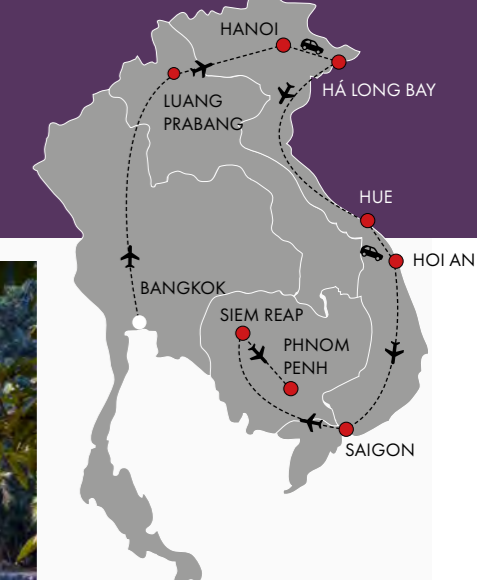 HANOI
HÁ LONG BAY
LUANG
PRABANG
HUE
HOI AN
BANGKOK
SIEM REAP
PHNOM
PENH
SAIGON